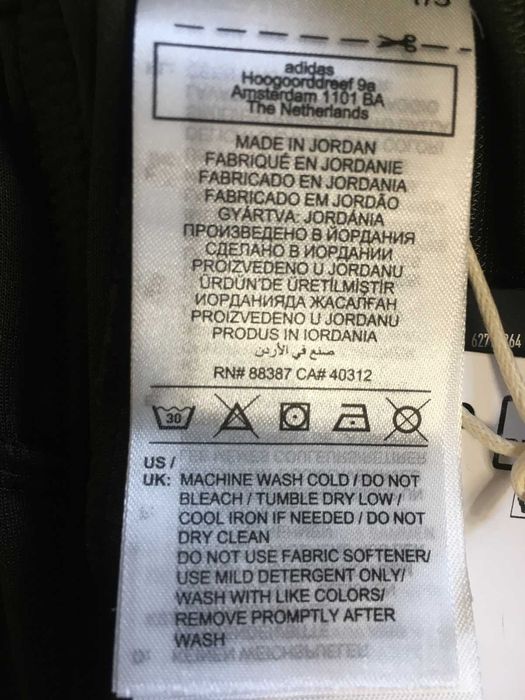 adidas
Hoogoorddreef 9a
Amsterdam 1101 BA
The Netherlands
MADE IN JORDAN
FABRIQUÉ EN JORDANIE
FABRICADO EN JORDANIA
FABRICADO EM JORDÃO
GYÁRTVA: JORDÁNIA
ПРОИЗВЕДЕНО В ЙОРДАНИЯ
СДЕЛАНО В ИОРДАНИИ
PROIZVEDENO U JORDANU
ÜRDÜN'DE ÜRETİLMİŞTİR
ИОРДАНИЯДА ЖАСАЛҒАН
PROIZVEDENO U JORDANU
PRODUS IN IORDANIA
صنع في الأردن
RN# 88387 CA# 40312
30
US /
UK: MACHINE WASH COLD / DO NOT
BLEACH / TUMBLE DRY LOW /
COOL IRON IF NEEDED / DO NOT
DRY CLEAN
DO NOT USE FABRIC SOFTENER/
USE MILD DETERGENT ONLY/
WASH WITH LIKE COLORS/
REMOVE PROMPTLY AFTER
WASH